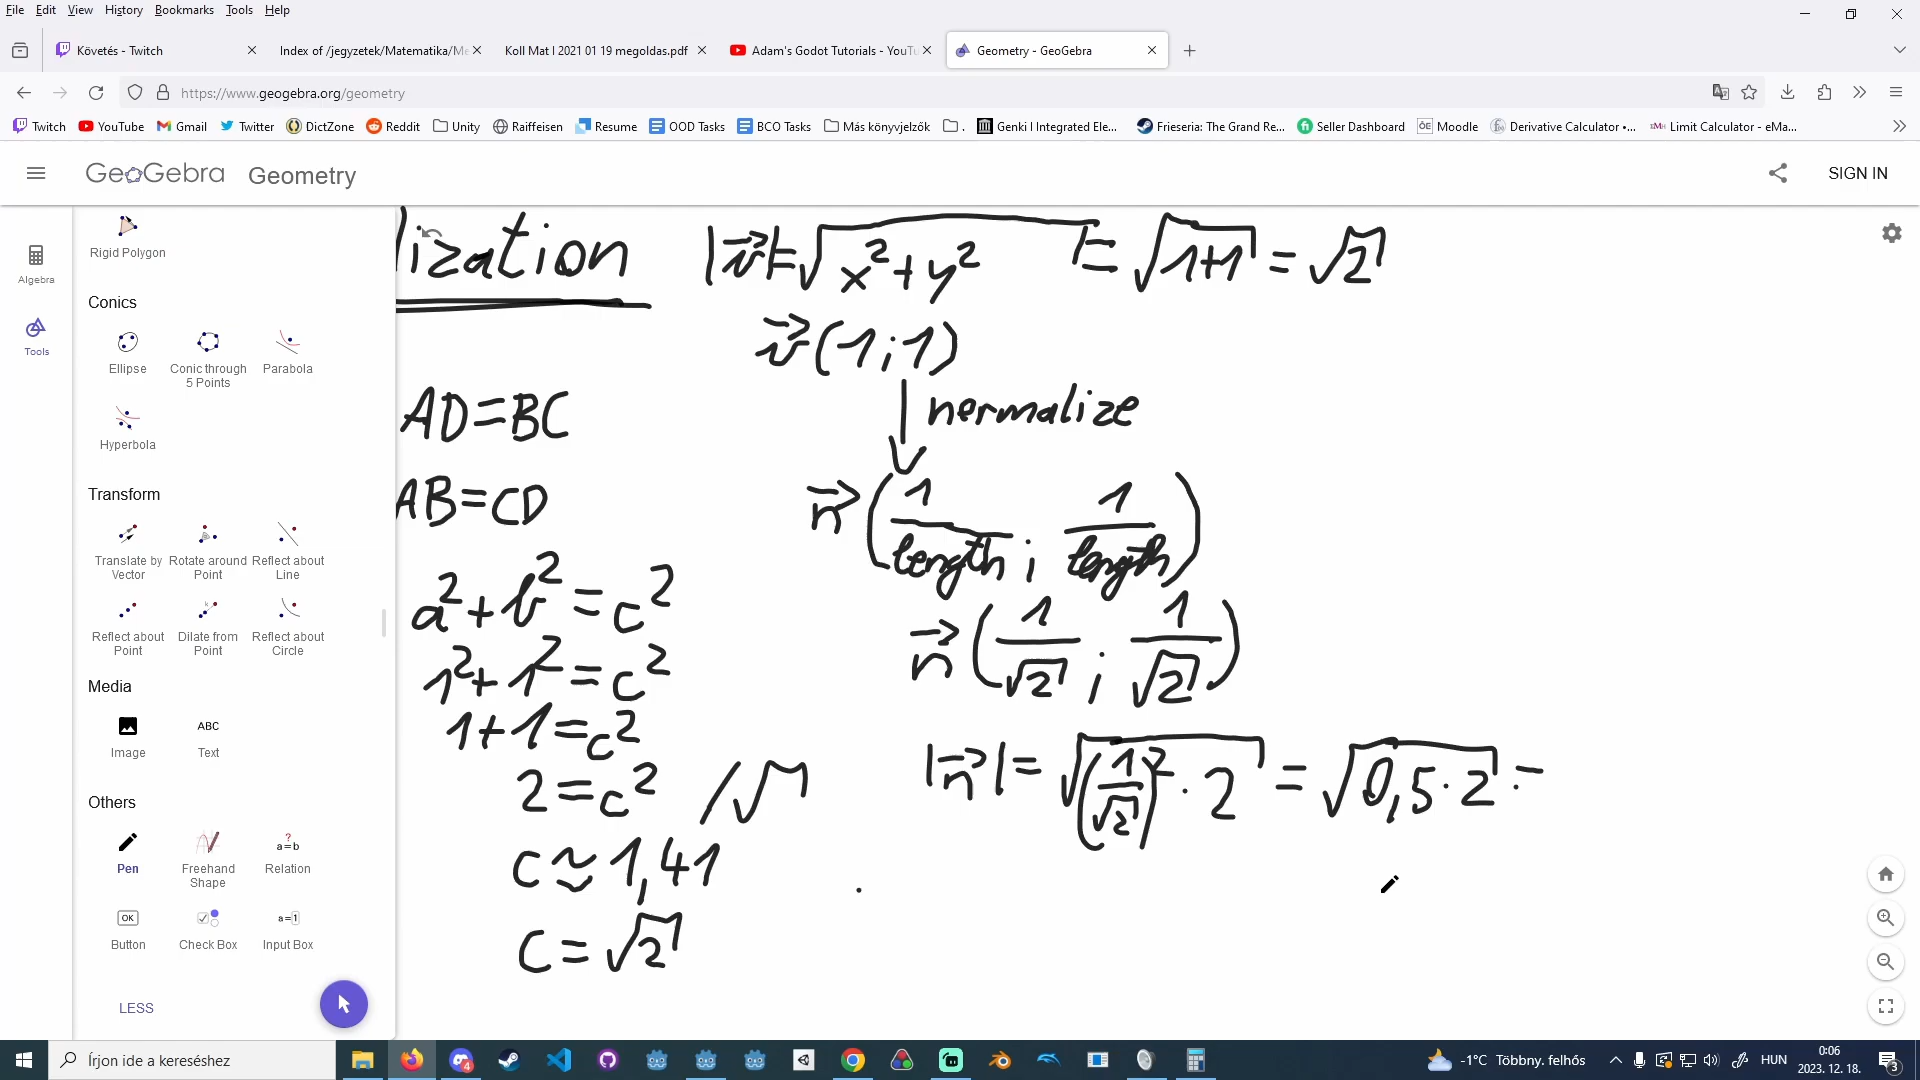 File Edit View History Bookmarks Tools Help
Követés - Twitch
Index of /jegyzetek/Matematika/Me
Koll Mat I 2021 01 19 megoldas.pdf
Adam's Godot Tutorials - YouTu
Geometry - GeoGebra
https://www.geogebra.org/geometry
Twitch YouTube Gmail Twitter DictZone Reddit Unity Raiffeisen Resume OOD Tasks BCO Tasks Más könyvjelzők . Genki I Integrated Ele... Frieseria: The Grand Re... Seller Dashboard Moodle Derivative Calculator •... Limit Calculator - eMa...
GeoGebra Geometry SIGN IN
Algebra
Tools
Rigid Polygon
Conics
Ellipse
Conic through 5 Points
Parabola
Hyperbola
Transform
Translate by Vector
Rotate around Point
Reflect about Line
Reflect about Point
Dilate from Point
Reflect about Circle
Media
Image
ABC
Text
Others
Pen
Freehand Shape
a=b
Relation
OK
Button
Check Box
a=1
Input Box
LESS
lization
AD=BC
AB=CD
a²+b²=c²
1²+1²=c²
1+1=c²
2=c² /√
c≈1,41
c=√2
|v⃗|=√x²+y² = √1+1 = √2
v⃗(1;1)
normalize
n⃗(1/length ; 1/length)
n⃗(1/√2 ; 1/√2)
|n⃗|=√(1/√2)²·2 = √0,5·2 =
Írjon ide a kereséshez
4
-1°C Többny. felhős
HUN
0:06
2023. 12. 18.
3